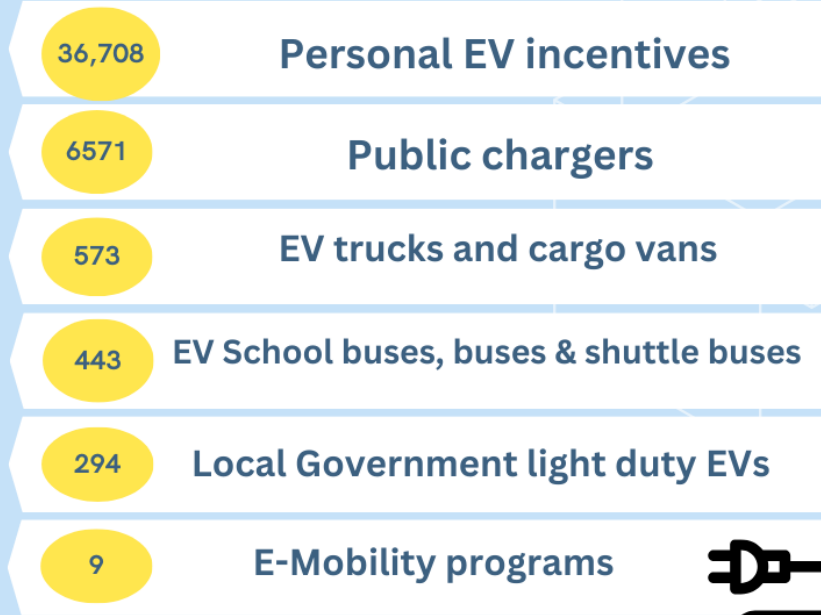 36,708 Personal EV incentives
6571 Public chargers
573 EV trucks and cargo vans
443 EV School buses, buses & shuttle buses
294 Local Government light duty EVs
9 E-Mobility programs